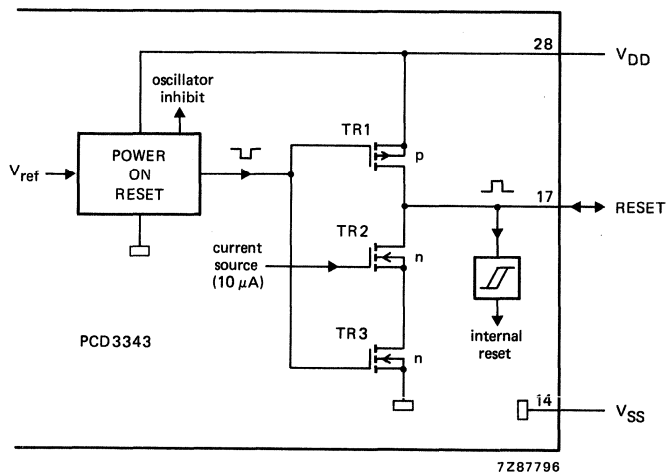 28
V_DD
oscillator
inhibit
TR1
p
POWER
ON
RESET
V_ref
17
RESET
TR2
n
current
source
(10 μA)
internal
reset
PCD3343
TR3
n
14
V_SS
7Z87796